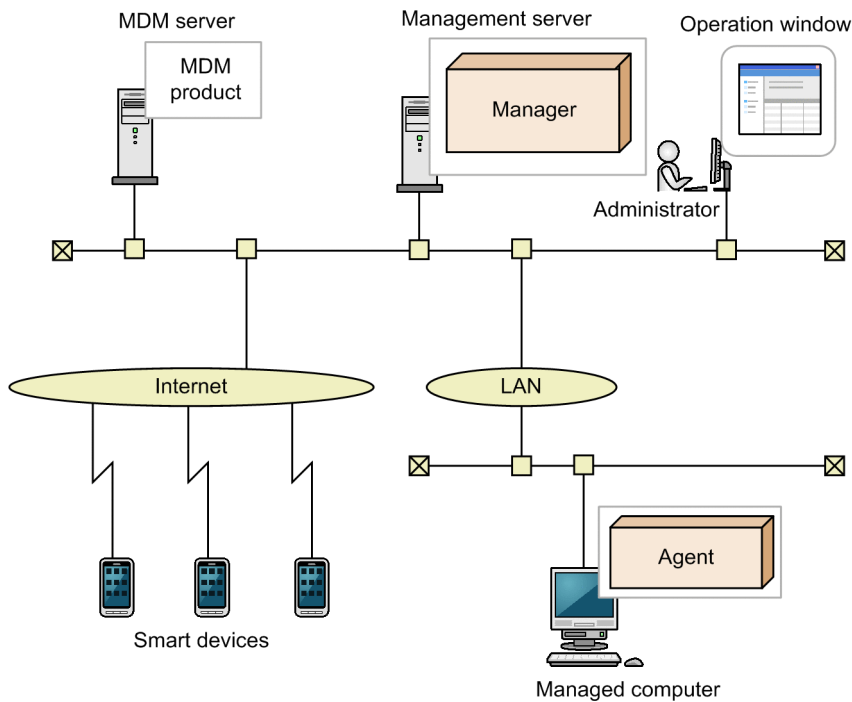 MDM server
Management server
Operation window
MDM
product
Manager
Administrator
Internet
LAN
Agent
Smart devices
Managed computer